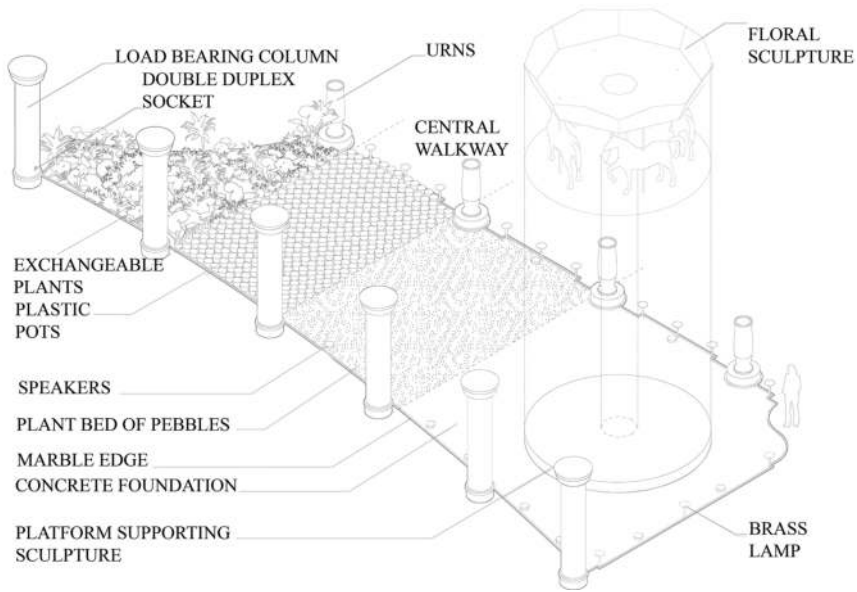 LOAD BEARING COLUMN
DOUBLE DUPLEX
SOCKET
URNS
FLORAL
SCULPTURE
CENTRAL
WALKWAY
EXCHANGEABLE
PLANTS
PLASTIC
POTS
SPEAKERS
PLANT BED OF PEBBLES
MARBLE EDGE
CONCRETE FOUNDATION
PLATFORM SUPPORTING
SCULPTURE
BRASS
LAMP